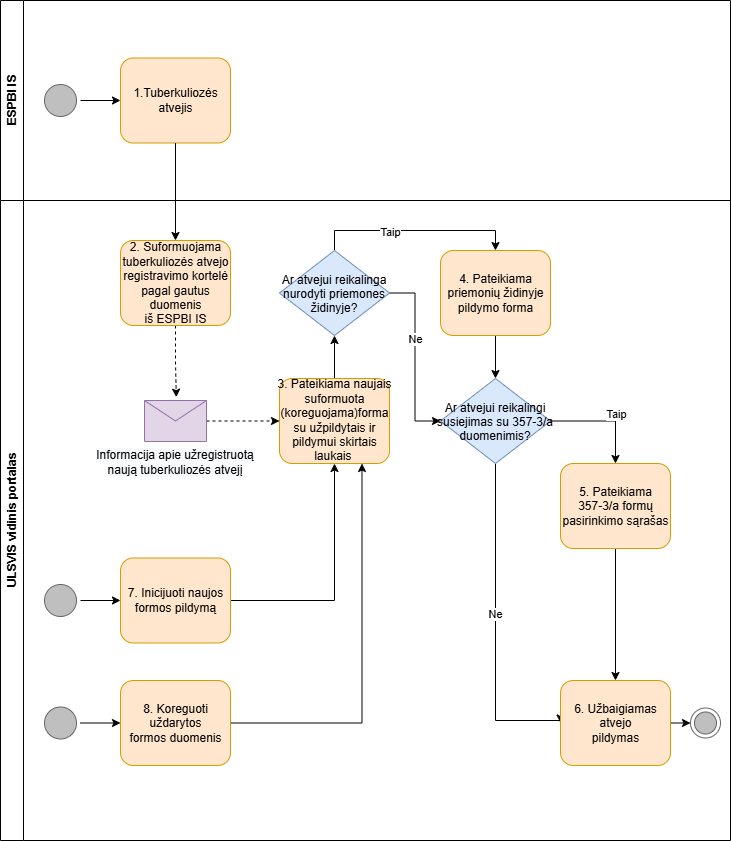 ESPBI IS
1.Tuberkuliozės
atvejis
ULSVIS vidinis portalas
2. Suformuojama
tuberkuliozės atvejo
registravimo kortelė
pagal gautus
duomenis
iš ESPBI IS
Informacija apie užregistruotą
naują tuberkuliozės atvejį
3. Pateikiama naujais
suformuota
(koreguojama)forma
su užpildytais ir
pildymui skirtais
laukais
Ar atvejui reikalinga
nurodyti priemones
židinyje?
Taip
Ne
4. Pateikiama
priemonių židinyje
pildymo forma
Ar atvejui reikalingi
susiejimas su 357-3/a
duomenimis?
Taip
Ne
5. Pateikiama
357-3/a formų
pasirinkimo sąrašas
6. Užbaigiamas
atvejo
pildymas
7. Inicijuoti naujos
formos pildymą
8. Koreguoti
uždarytos
formos duomenis